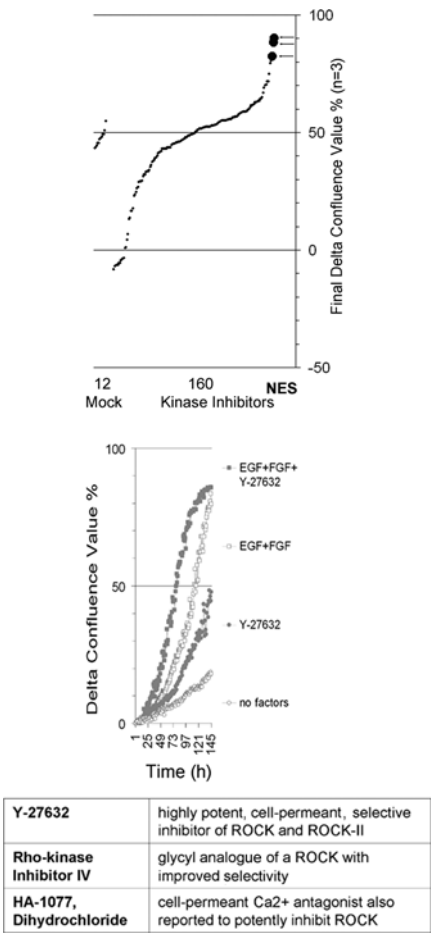 100
50
0
-50
Final Delta Confluence Value % (n=3)
12
160
NES
Mock
Kinase Inhibitors
100
50
0
Delta Confluence Value %
EGF+FGF+
Y-27632
EGF+FGF
Y-27632
no factors
1
25
49
73
97
121
145
Time (h)
Y-27632
highly potent, cell-permeant, selective
inhibitor of ROCK and ROCK-II
Rho-kinase
Inhibitor IV
glycyl analogue of a ROCK with
improved selectivity
HA-1077,
Dihydrochloride
cell-permeant Ca2+ antagonist also
reported to potently inhibit ROCK